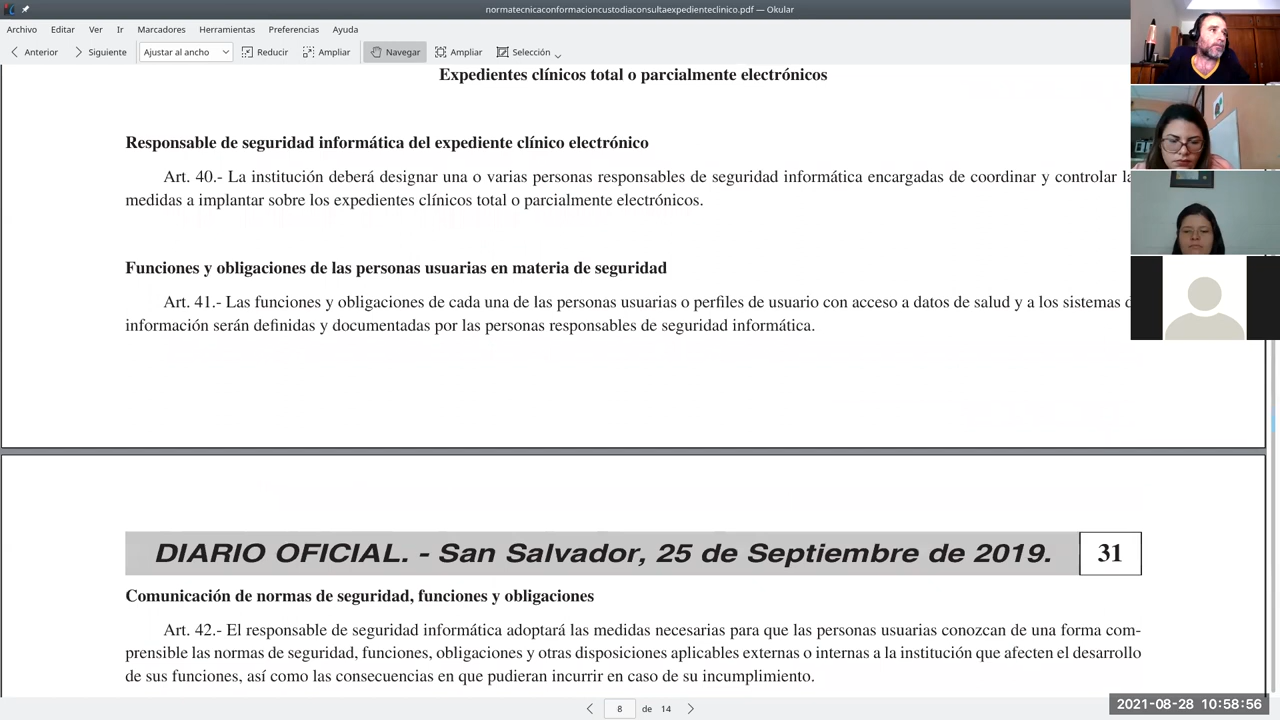 normatecnicaconformacioncustodiaconsultaexpedienteclinico.pdf — Okular
Archivo Editar Ver Ir Marcadores Herramientas Preferencias Ayuda
Anterior Siguiente Ajustar al ancho Reducir Ampliar Navegar Ampliar Selección
Expedientes clínicos total o parcialmente electrónicos
Responsable de seguridad informática del expediente clínico electrónico
Art. 40.- La institución deberá designar una o varias personas responsables de seguridad informática encargadas de coordinar y controlar
medidas a implantar sobre los expedientes clínicos total o parcialmente electrónicos.
Funciones y obligaciones de las personas usuarias en materia de seguridad
Art. 41.- Las funciones y obligaciones de cada una de las personas usuarias o perfiles de usuario con acceso a datos de salud y a los sistemas
información serán definidas y documentadas por las personas responsables de seguridad informática.
DIARIO OFICIAL. - San Salvador, 25 de Septiembre de 2019. 31
Comunicación de normas de seguridad, funciones y obligaciones
Art. 42.- El responsable de seguridad informática adoptará las medidas necesarias para que las personas usuarias conozcan de una forma com-
prensible las normas de seguridad, funciones, obligaciones y otras disposiciones aplicables externas o internas a la institución que afecten el desarrollo
de sus funciones, así como las consecuencias en que pudieran incurrir en caso de su incumplimiento.
8 de 14
2021-08-28 10:58:56